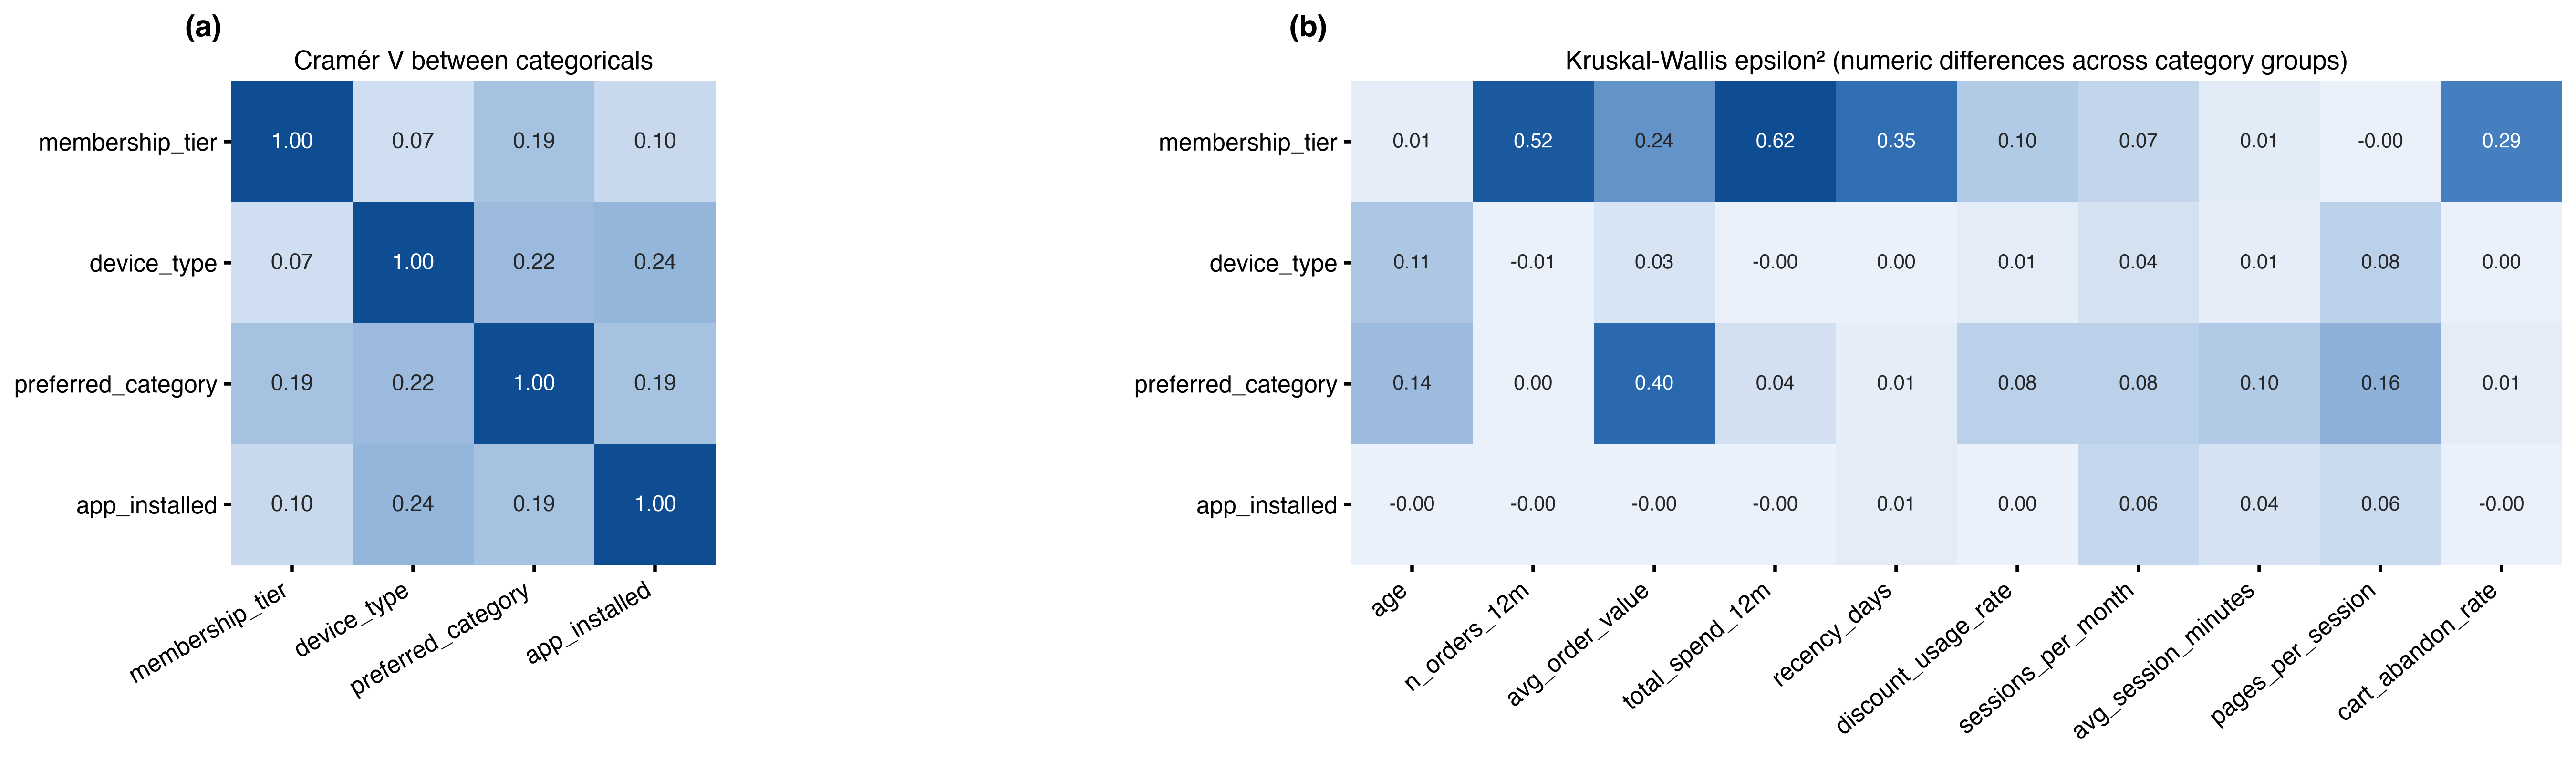 (a)
Cramér V between categoricals
membership_tier 1.00 0.07 0.19 0.10
device_type 0.07 1.00 0.22 0.24
preferred_category 0.19 0.22 1.00 0.19
app_installed 0.10 0.24 0.19 1.00
membership_tier
device_type
preferred_category
app_installed
(b)
Kruskal-Wallis epsilon² (numeric differences across category groups)
membership_tier 0.01 0.52 0.24 0.62 0.35 0.10 0.07 0.01 -0.00 0.29
device_type 0.11 -0.01 0.03 -0.00 0.00 0.01 0.04 0.01 0.08 0.00
preferred_category 0.14 0.00 0.40 0.04 0.01 0.08 0.08 0.10 0.16 0.01
app_installed -0.00 -0.00 -0.00 -0.00 0.01 0.00 0.06 0.04 0.06 -0.00
age
n_orders_12m
avg_order_value
total_spend_12m
recency_days
discount_usage_rate
sessions_per_month
avg_session_minutes
pages_per_session
cart_abandon_rate